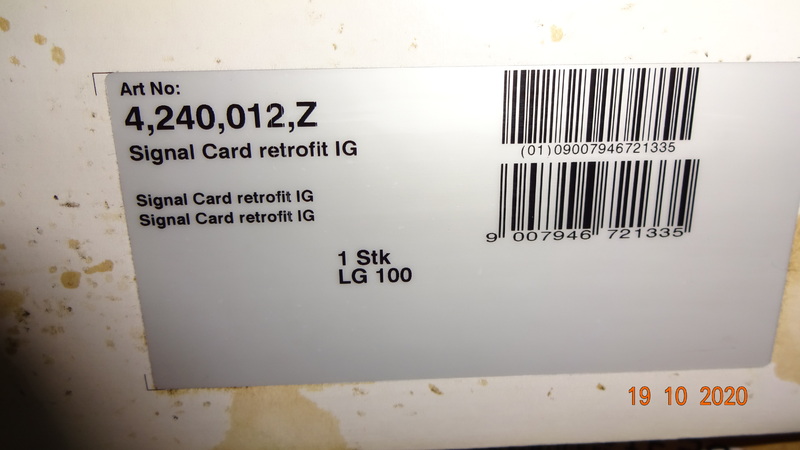 Art No:
4,240,012,Z
Signal Card retrofit IG
Signal Card retrofit IG
Signal Card retrofit IG
1 Stk
LG 100
(01)09007946721335
9 007946 721335
19 10 2020